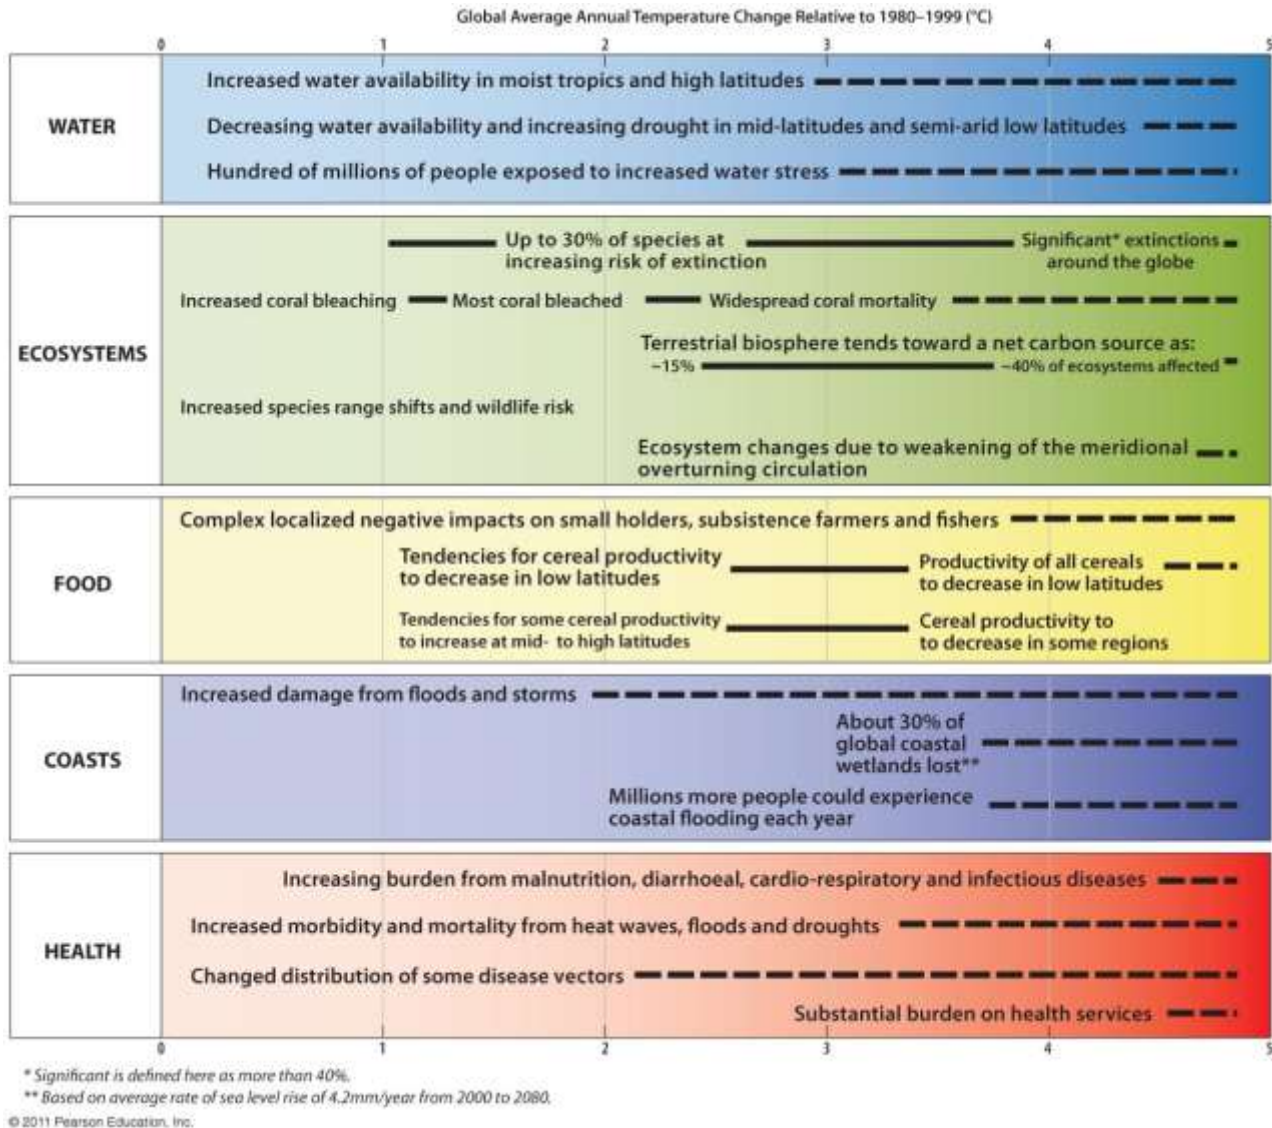 Global Average Annual Temperature Change Relative to 1980–1999 (°C)
0 1 2 3 4 5
WATER
Increased water availability in moist tropics and high latitudes
Decreasing water availability and increasing drought in mid-latitudes and semi-arid low latitudes
Hundred of millions of people exposed to increased water stress
ECOSYSTEMS
Up to 30% of species at
increasing risk of extinction
Significant* extinctions
around the globe
Increased coral bleaching
Most coral bleached
Widespread coral mortality
Terrestrial biosphere tends toward a net carbon source as:
~15%
~40% of ecosystems affected
Increased species range shifts and wildlife risk
Ecosystem changes due to weakening of the meridional
overturning circulation
FOOD
Complex localized negative impacts on small holders, subsistence farmers and fishers
Tendencies for cereal productivity
to decrease in low latitudes
Productivity of all cereals
to decrease in low latitudes
Tendencies for some cereal productivity
to increase at mid- to high latitudes
Cereal productivity to
to decrease in some regions
COASTS
Increased damage from floods and storms
About 30% of
global coastal
wetlands lost**
Millions more people could experience
coastal flooding each year
HEALTH
Increasing burden from malnutrition, diarrhoeal, cardio-respiratory and infectious diseases
Increased morbidity and mortality from heat waves, floods and droughts
Changed distribution of some disease vectors
Substantial burden on health services
0 1 2 3 4 5
* Significant is defined here as more than 40%.
** Based on average rate of sea level rise of 4.2mm/year from 2000 to 2080.
© 2011 Pearson Education, Inc.